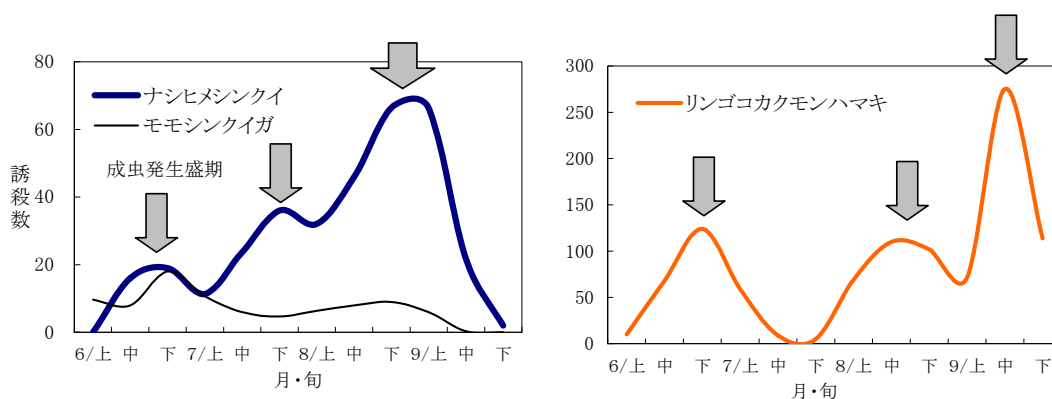 80
60
40
20
0
誘殺数
ナシヒメシンクイ
モモシンクイガ
成虫発生盛期
6/上 中 下 7/上 中 下 8/上 中 下 9/上 中 下
月・旬
300
250
200
150
100
50
0
リンゴコカクモンハマキ
6/上 中 下 7/上 中 下 8/上 中 下 9/上 中 下
月・旬